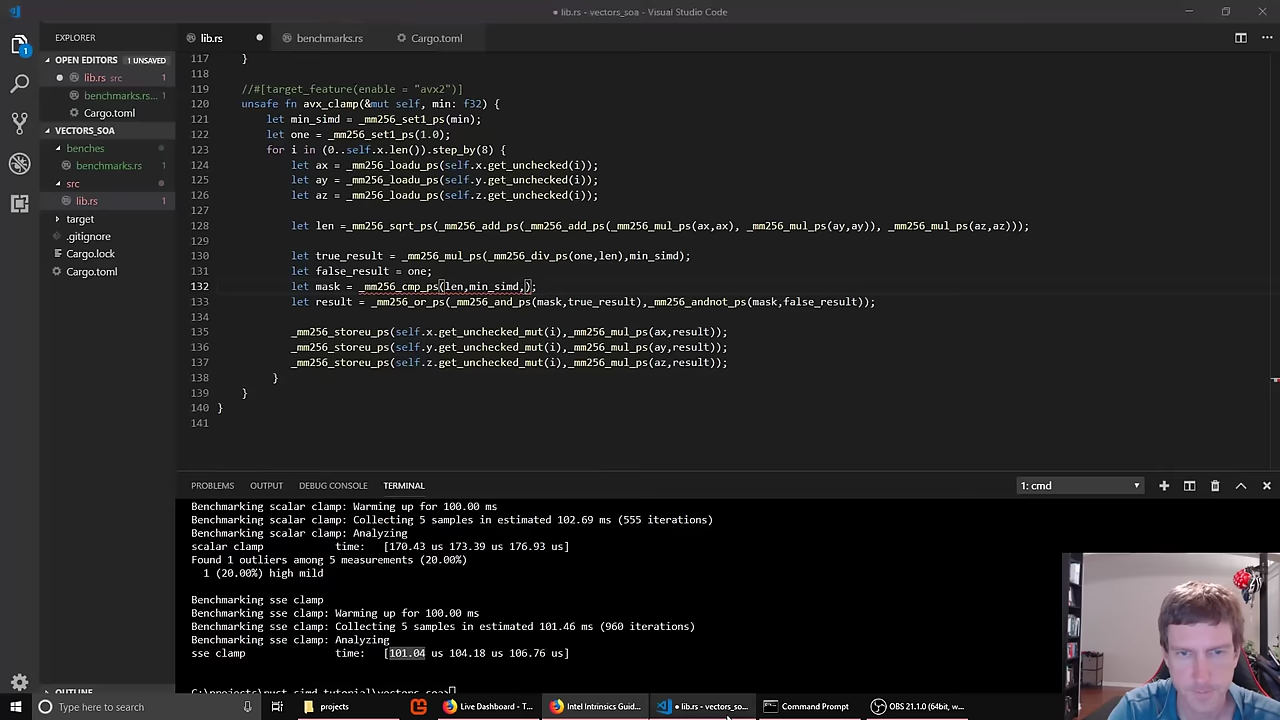 lib.rs - vectors_soa - Visual Studio Code
EXPLORER
lib.rs
benchmarks.rs
Cargo.toml
OPEN EDITORS 1 UNSAVED
lib.rs src 1
benchmarks.rs...
Cargo.toml
VECTORS_SOA
benches
benchmarks.rs
src
lib.rs 1
target
.gitignore
Cargo.lock
Cargo.toml
OUTLINE
117 }
118
119 //#[target_feature(enable = "avx2")]
120 unsafe fn avx_clamp(&mut self, min: f32) {
121 let min_simd = _mm256_set1_ps(min);
122 let one = _mm256_set1_ps(1.0);
123 for i in (0..self.x.len()).step_by(8) {
124 let ax = _mm256_loadu_ps(self.x.get_unchecked(i));
125 let ay = _mm256_loadu_ps(self.y.get_unchecked(i));
126 let az = _mm256_loadu_ps(self.z.get_unchecked(i));
127
128 let len =_mm256_sqrt_ps(_mm256_add_ps(_mm256_add_ps(_mm256_mul_ps(ax,ax), _mm256_mul_ps(ay,ay)), _mm256_mul_ps(az,az)));
129
130 let true_result = _mm256_mul_ps(_mm256_div_ps(one,len),min_simd);
131 let false_result = one;
132 let mask = _mm256_cmp_ps(len,min_simd,);
133 let result = _mm256_or_ps(_mm256_and_ps(mask,true_result),_mm256_andnot_ps(mask,false_result));
135 _mm256_storeu_ps(self.x.get_unchecked_mut(i),_mm256_mul_ps(ax,result));
136 _mm256_storeu_ps(self.y.get_unchecked_mut(i),_mm256_mul_ps(ay,result));
137 _mm256_storeu_ps(self.z.get_unchecked_mut(i),_mm256_mul_ps(az,result));
138 }
139 }
140 }
141
PROBLEMS OUTPUT DEBUG CONSOLE TERMINAL
1: cmd
Benchmarking scalar clamp: Warming up for 100.00 ms
Benchmarking scalar clamp: Collecting 5 samples in estimated 102.69 ms (555 iterations)
Benchmarking scalar clamp: Analyzing
scalar clamp time: [170.43 us 173.39 us 176.93 us]
Found 1 outliers among 5 measurements (20.00%)
1 (20.00%) high mild
Benchmarking sse clamp
Benchmarking sse clamp: Warming up for 100.00 ms
Benchmarking sse clamp: Collecting 5 samples in estimated 101.46 ms (960 iterations)
Benchmarking sse clamp: Analyzing
sse clamp time: [101.04 us 104.18 us 106.76 us]
C:\projects\rust_simd_tutorial\vectors_soa>
Type here to search
projects
Live Dashboard - T...
Intel Intrinsics Guid...
lib.rs - vectors_so...
Command Prompt
OBS 21.1.0 (64bit, w...